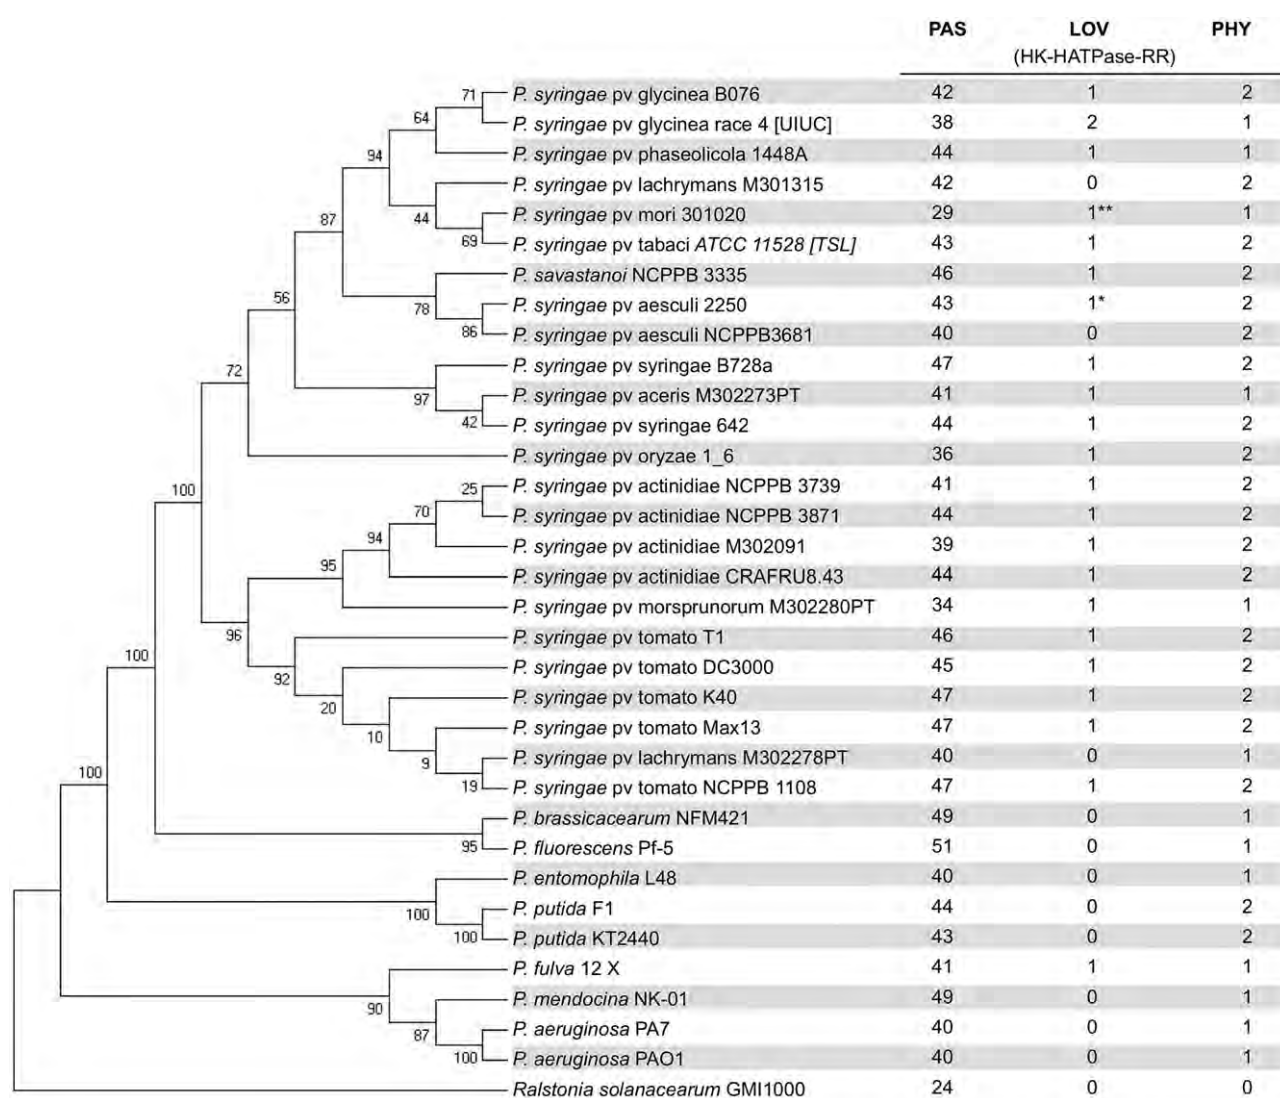 PAS LOV PHY
(HK-HATPase-RR)
71 P. syringae pv glycinea B076 42 1 2
64 P. syringae pv glycinea race 4 [UIUC] 38 2 1
94 P. syringae pv phaseolicola 1448A 44 1 1
P. syringae pv lachrymans M301315 42 0 2
87 44 P. syringae pv mori 301020 29 1** 1
69 P. syringae pv tabaci ATCC 11528 [TSL] 43 1 2
P. savastanoi NCPPB 3335 46 1 2
56 78 P. syringae pv aesculi 2250 43 1* 2
86 P. syringae pv aesculi NCPPB3681 40 0 2
P. syringae pv syringae B728a 47 1 2
72 97 P. syringae pv aceris M302273PT 41 1 1
42 P. syringae pv syringae 642 44 1 2
P. syringae pv oryzae 1_6 36 1 2
100 25 P. syringae pv actinidiae NCPPB 3739 41 1 2
70 P. syringae pv actinidiae NCPPB 3871 44 1 2
94 P. syringae pv actinidiae M302091 39 1 2
95 P. syringae pv actinidiae CRAFRU8.43 44 1 2
P. syringae pv morsprunorum M302280PT 34 1 1
96 P. syringae pv tomato T1 46 1 2
100 92 P. syringae pv tomato DC3000 45 1 2
20 P. syringae pv tomato K40 47 1 2
10 P. syringae pv tomato Max13 47 1 2
9 P. syringae pv lachrymans M302278PT 40 0 1
100 19 P. syringae pv tomato NCPPB 1108 47 1 2
P. brassicacearum NFM421 49 0 1
95 P. fluorescens Pf-5 51 0 1
P. entomophila L48 40 0 1
100 P. putida F1 44 0 2
100 P. putida KT2440 43 0 2
P. fulva 12 X 41 1 1
90 P. mendocina NK-01 49 0 1
87 P. aeruginosa PA7 40 0 1
100 P. aeruginosa PAO1 40 0 1
Ralstonia solanacearum GMI1000 24 0 0